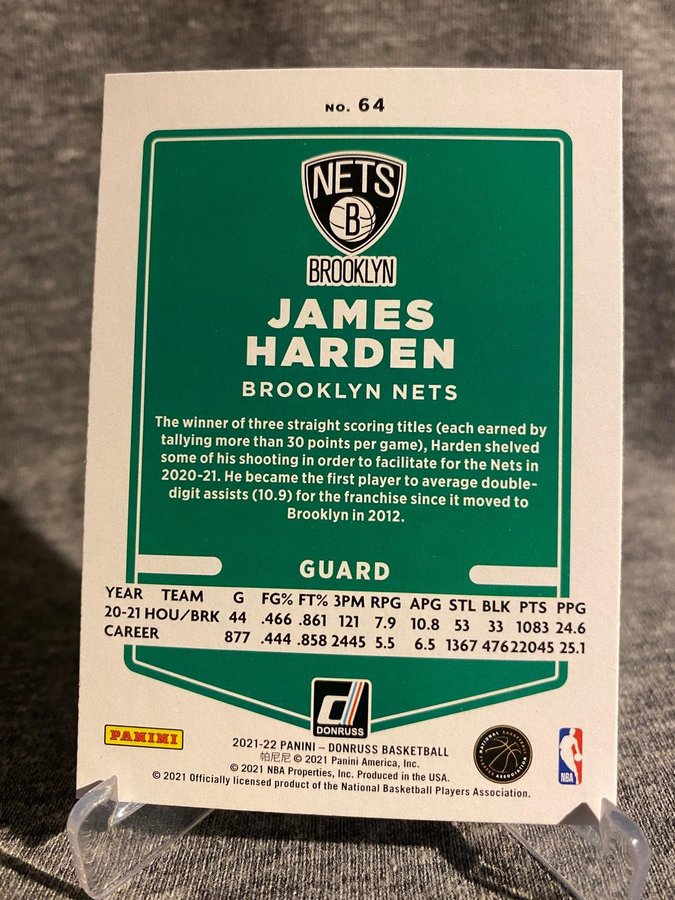 NO. 64
NETS
B
BROOKLYN
JAMES
HARDEN
BROOKLYN NETS
The winner of three straight scoring titles (each earned by
tallying more than 30 points per game), Harden shelved
some of his shooting in order to facilitate for the Nets in
2020-21. He became the first player to average double-
digit assists (10.9) for the franchise since it moved to
Brooklyn in 2012.
GUARD
YEAR TEAM G FG% FT% 3PM RPG APG STL BLK PTS PPG
20-21 HOU/BRK 44 .466 .861 121 7.9 10.8 53 33 1083 24.6
CAREER 877 .444 .858 2445 5.5 6.5 1367 476 22045 25.1
DONRUSS
PANINI
2021-22 PANINI – DONRUSS BASKETBALL
帕尼尼 © 2021 Panini America, Inc.
© 2021 NBA Properties, Inc. Produced in the USA.
© 2021 Officially licensed product of the National Basketball Players Association.
NATIONAL BASKETBALL PLAYERS ASSOCIATION
NBA